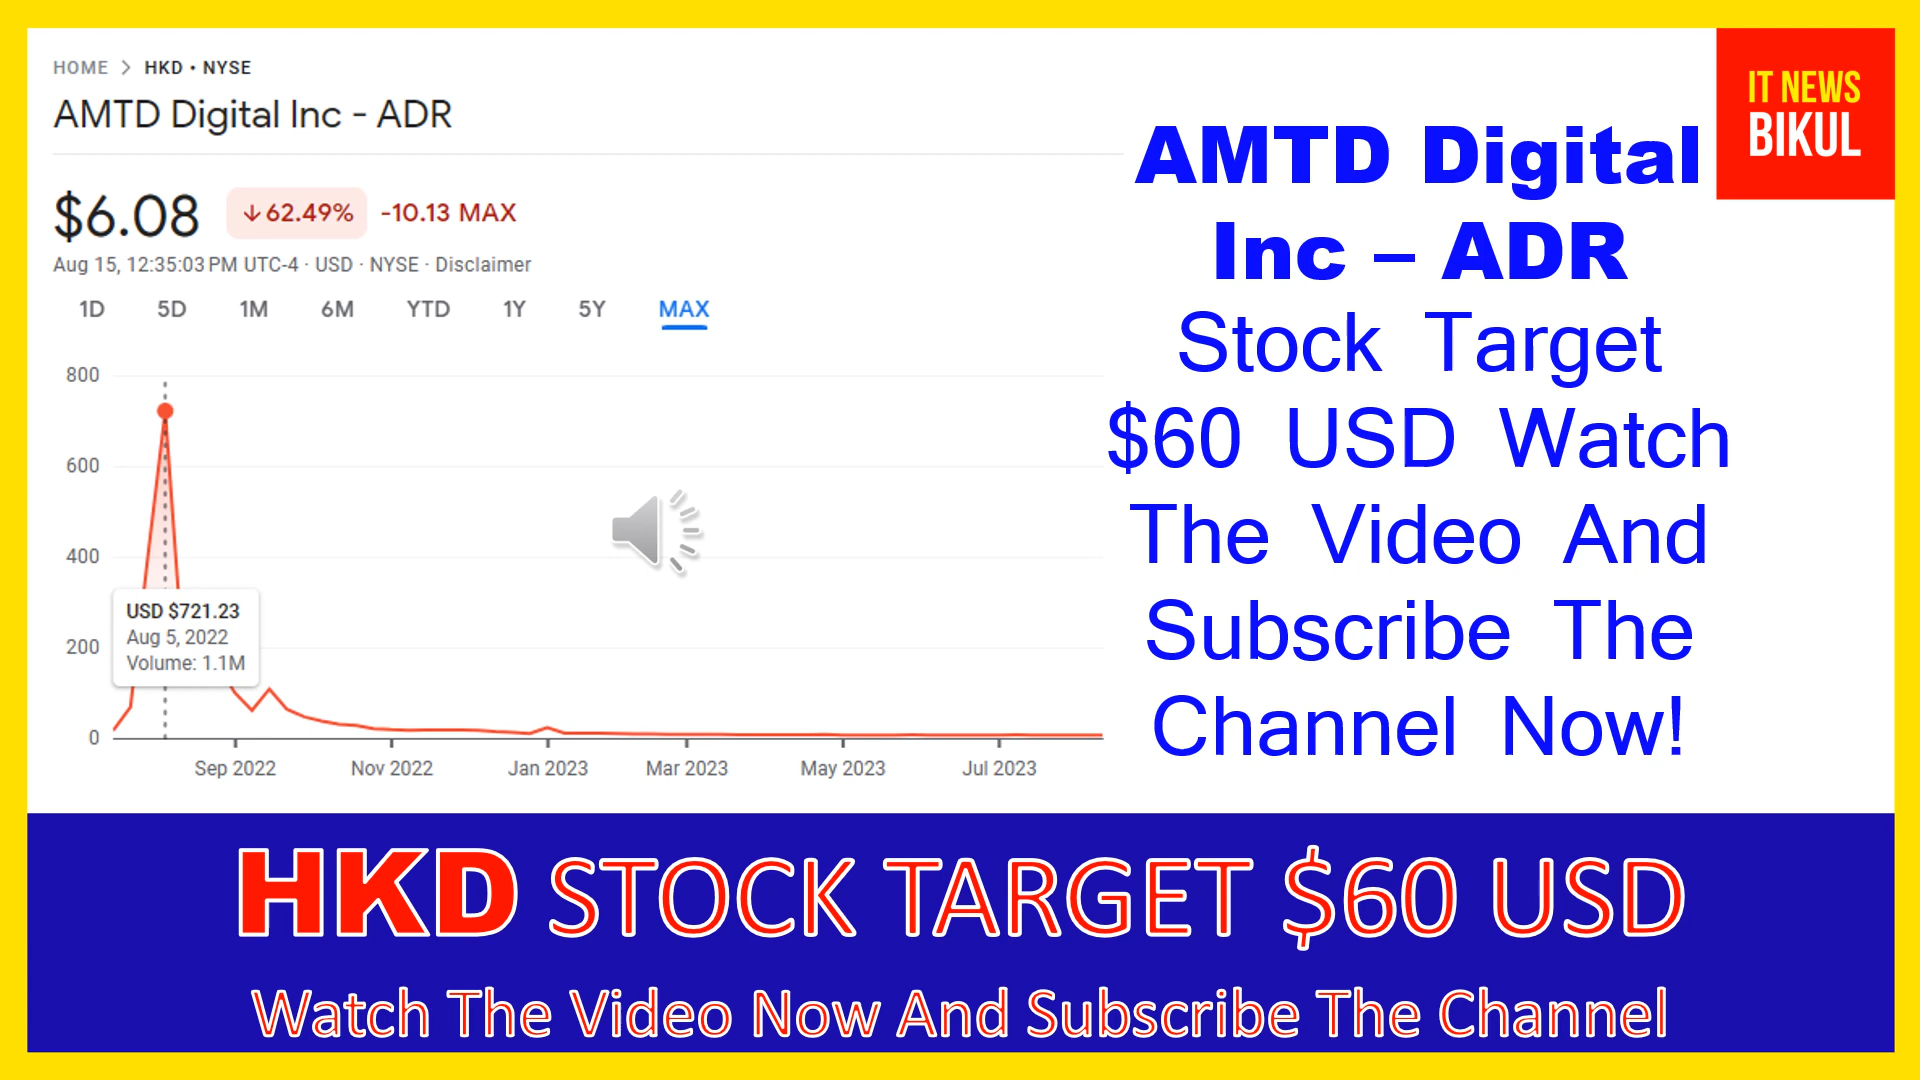 HOME > HKD • NYSE
AMTD Digital Inc - ADR
$6.08 ↓62.49% -10.13 MAX
Aug 15, 12:35:03 PM UTC-4 · USD · NYSE · Disclaimer
1D 5D 1M 6M YTD 1Y 5Y MAX
800
600
400
200
0
USD $721.23
Aug 5, 2022
Volume: 1.1M
Sep 2022 Nov 2022 Jan 2023 Mar 2023 May 2023 Jul 2023
IT NEWS
BIKUL
AMTD Digital
Inc – ADR
Stock Target
$60 USD Watch
The Video And
Subscribe The
Channel Now!
HKD STOCK TARGET $60 USD
Watch The Video Now And Subscribe The Channel